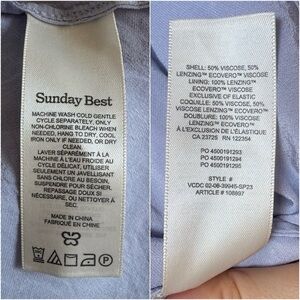 Sunday Best
MACHINE WASH COLD GENTLE
CYCLE SEPARATELY, ONLY
NON-CHLORINE BLEACH WHEN
NEEDED, HANG TO DRY, COOL
IRON ONLY IF NEEDED, OR DRY
CLEAN
LAVER SÉPARÉMENT À LA
MACHINE À L'EAU FROIDE AU
CYCLE DÉLICAT, UTILISER
SEULEMENT UN JAVELLISANT
SANS CHLORE AU BESOIN,
SUSPENDRE POUR SÉCHER,
REPASSAGE DOUX SI
NÉCESSAIRE, OU NETTOYER
À SEC
MADE IN CHINA
FABRIQUÉ EN CHINE
SHELL: 50% VISCOSE, 50%
LENZING™ ECOVERO™ VISCOSE
LINING: 100% LENZING™
ECOVERO™ VISCOSE
EXCLUSIVE OF ELASTIC
COQUILLE: 50% VISCOSE, 50%
LENZING™ ECOVERO™ VISCOSE
DOUBLURE: 100% LENZING™
ECOVERO™ VISCOSE
À L'EXCLUSION DE L'ÉLASTIQUE
CA 23725 RN 122354
PO 4500191293
PO 4500191294
PO 4500191295
STYLE #
VCDC 02-08-39945-SP23
ARTICLE # 108897